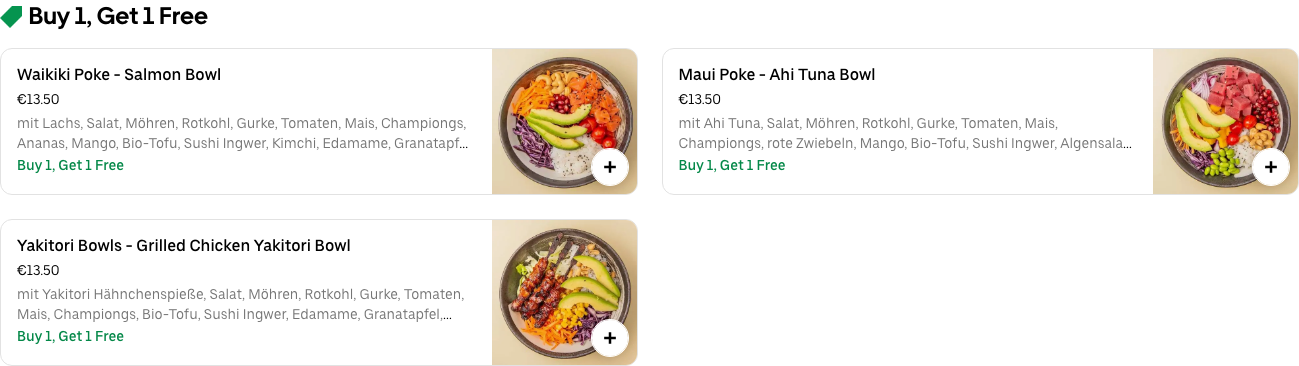 Buy 1, Get 1 Free
Waikiki Poke - Salmon Bowl
€13.50
mit Lachs, Salat, Möhren, Rotkohl, Gurke, Tomaten, Mais, Championgs,
Ananas, Mango, Bio-Tofu, Sushi Ingwer, Kimchi, Edamame, Granatapf...
Buy 1, Get 1 Free
Maui Poke - Ahi Tuna Bowl
€13.50
mit Ahi Tuna, Salat, Möhren, Rotkohl, Gurke, Tomaten, Mais,
Championgs, rote Zwiebeln, Mango, Bio-Tofu, Sushi Ingwer, Algensala...
Buy 1, Get 1 Free
Yakitori Bowls - Grilled Chicken Yakitori Bowl
€13.50
mit Yakitori Hähnchenspieße, Salat, Möhren, Rotkohl, Gurke, Tomaten,
Mais, Championgs, Bio-Tofu, Sushi Ingwer, Edamame, Granatapfel,...
Buy 1, Get 1 Free